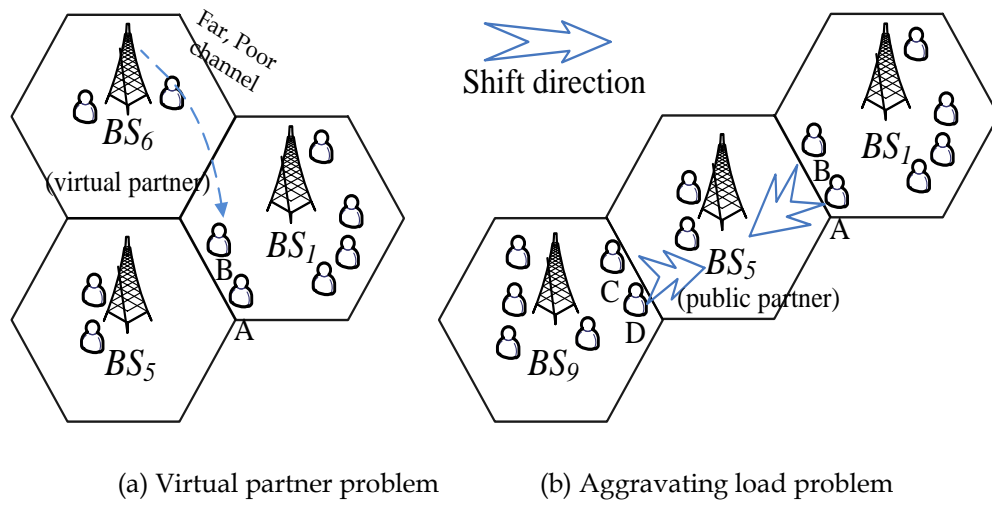 Far, Poor
channel
BS6
(virtual partner)
B
BS1
A
BS5
Shift direction
BS1
B
A
BS5
(public partner)
C
D
BS9
(a) Virtual partner problem
(b) Aggravating load problem